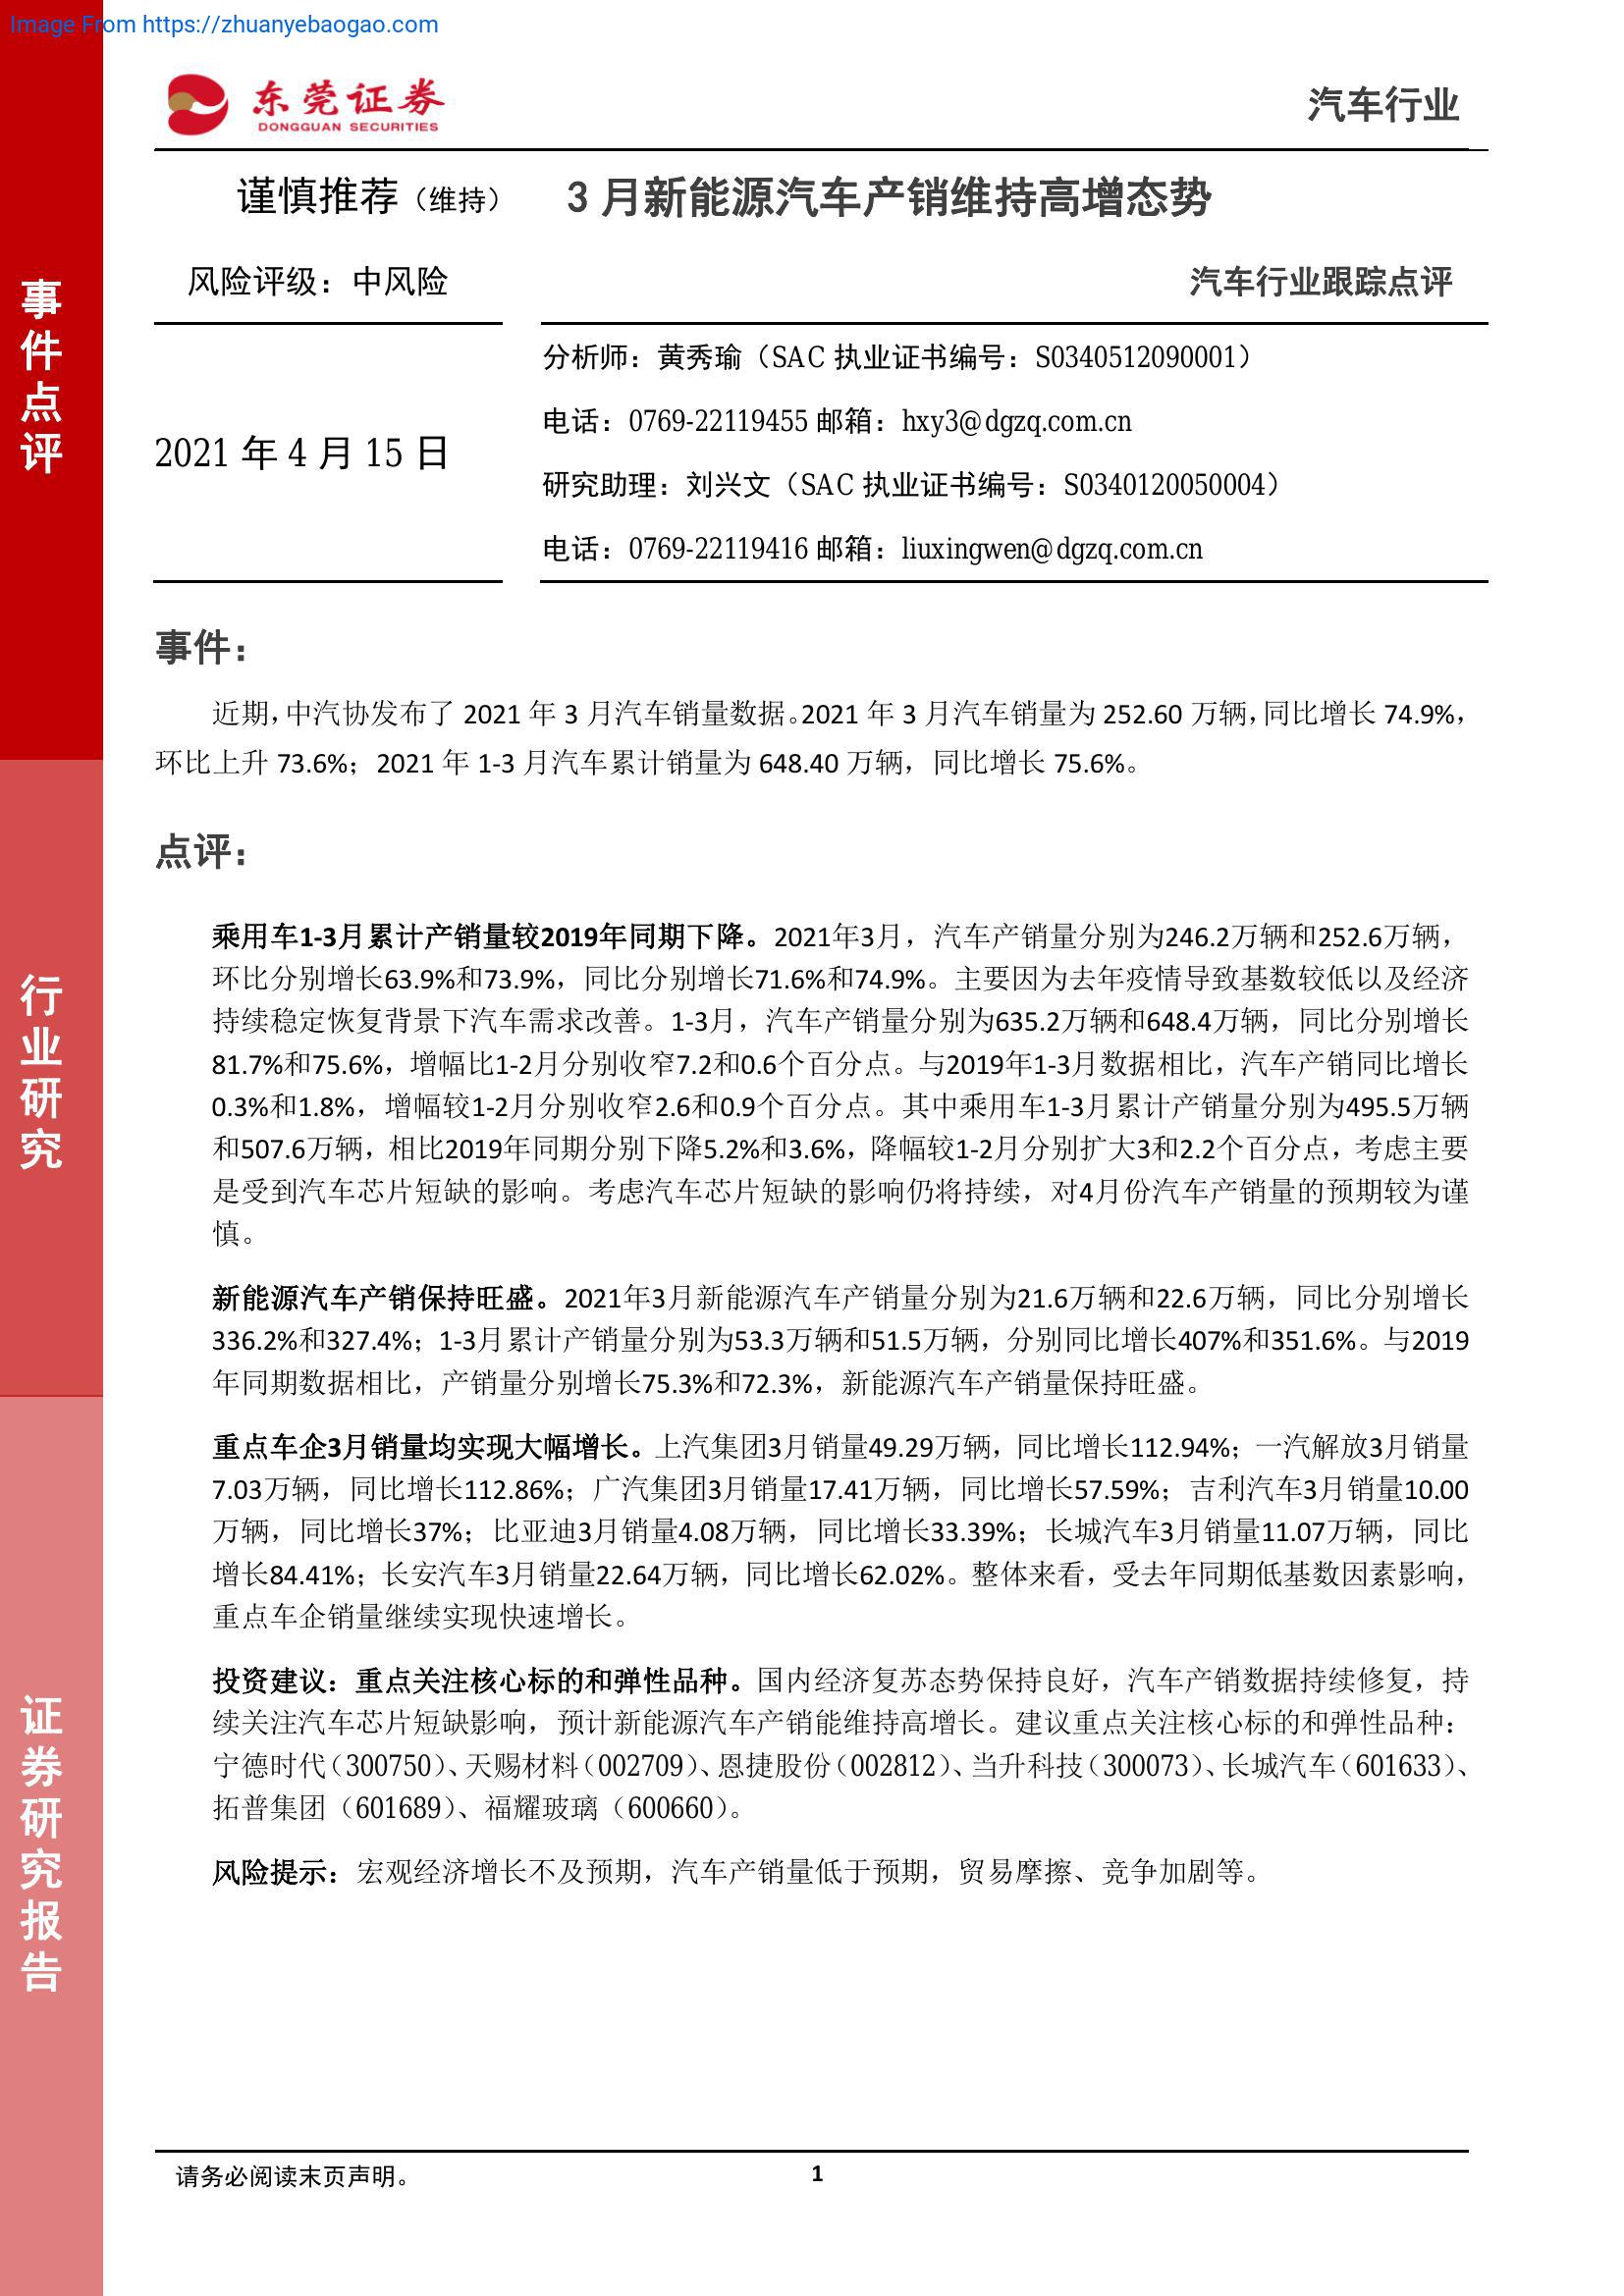 Image From https://zhuanyebaogao.com
东莞证券
DONGGUAN SECURITIES
汽车行业
谨慎推荐（维持）
3 月新能源汽车产销维持高增态势
风险评级：中风险
汽车行业跟踪点评
2021 年 4 月 15 日
分析师：黄秀瑜（SAC 执业证书编号：S0340512090001）
电话：0769-22119455 邮箱：hxy3@dgzq.com.cn
研究助理：刘兴文（SAC 执业证书编号：S0340120050004）
电话：0769-22119416 邮箱：liuxingwen@dgzq.com.cn
事件点评
行业研究
证券研究报告
事件：
近期，中汽协发布了 2021 年 3 月汽车销量数据。2021 年 3 月汽车销量为 252.60 万辆，同比增长 74.9%，
环比上升 73.6%；2021 年 1-3 月汽车累计销量为 648.40 万辆，同比增长 75.6%。
点评：
乘用车1-3月累计产销量较2019年同期下降。2021年3月，汽车产销量分别为246.2万辆和252.6万辆，
环比分别增长63.9%和73.9%，同比分别增长71.6%和74.9%。主要因为去年疫情导致基数较低以及经济
持续稳定恢复背景下汽车需求改善。1-3月，汽车产销量分别为635.2万辆和648.4万辆，同比分别增长
81.7%和75.6%，增幅比1-2月分别收窄7.2和0.6个百分点。与2019年1-3月数据相比，汽车产销同比增长
0.3%和1.8%，增幅较1-2月分别收窄2.6和0.9个百分点。其中乘用车1-3月累计产销量分别为495.5万辆
和507.6万辆，相比2019年同期分别下降5.2%和3.6%，降幅较1-2月分别扩大3和2.2个百分点，考虑主要
是受到汽车芯片短缺的影响。考虑汽车芯片短缺的影响仍将持续，对4月份汽车产销量的预期较为谨
慎。
新能源汽车产销保持旺盛。2021年3月新能源汽车产销量分别为21.6万辆和22.6万辆，同比分别增长
336.2%和327.4%；1-3月累计产销量分别为53.3万辆和51.5万辆，分别同比增长407%和351.6%。与2019
年同期数据相比，产销量分别增长75.3%和72.3%，新能源汽车产销量保持旺盛。
重点车企3月销量均实现大幅增长。上汽集团3月销量49.29万辆，同比增长112.94%；一汽解放3月销量
7.03万辆，同比增长112.86%；广汽集团3月销量17.41万辆，同比增长57.59%；吉利汽车3月销量10.00
万辆，同比增长37%；比亚迪3月销量4.08万辆，同比增长33.39%；长城汽车3月销量11.07万辆，同比
增长84.41%；长安汽车3月销量22.64万辆，同比增长62.02%。整体来看，受去年同期低基数因素影响，
重点车企销量继续实现快速增长。
投资建议：重点关注核心标的和弹性品种。国内经济复苏态势保持良好，汽车产销数据持续修复，持
续关注汽车芯片短缺影响，预计新能源汽车产销能维持高增长。建议重点关注核心标的和弹性品种：
宁德时代（300750）、天赐材料（002709）、恩捷股份（002812）、当升科技（300073）、长城汽车（601633）、
拓普集团（601689）、福耀玻璃（600660）。
风险提示：宏观经济增长不及预期，汽车产销量低于预期，贸易摩擦、竞争加剧等。
请务必阅读末页声明。
1